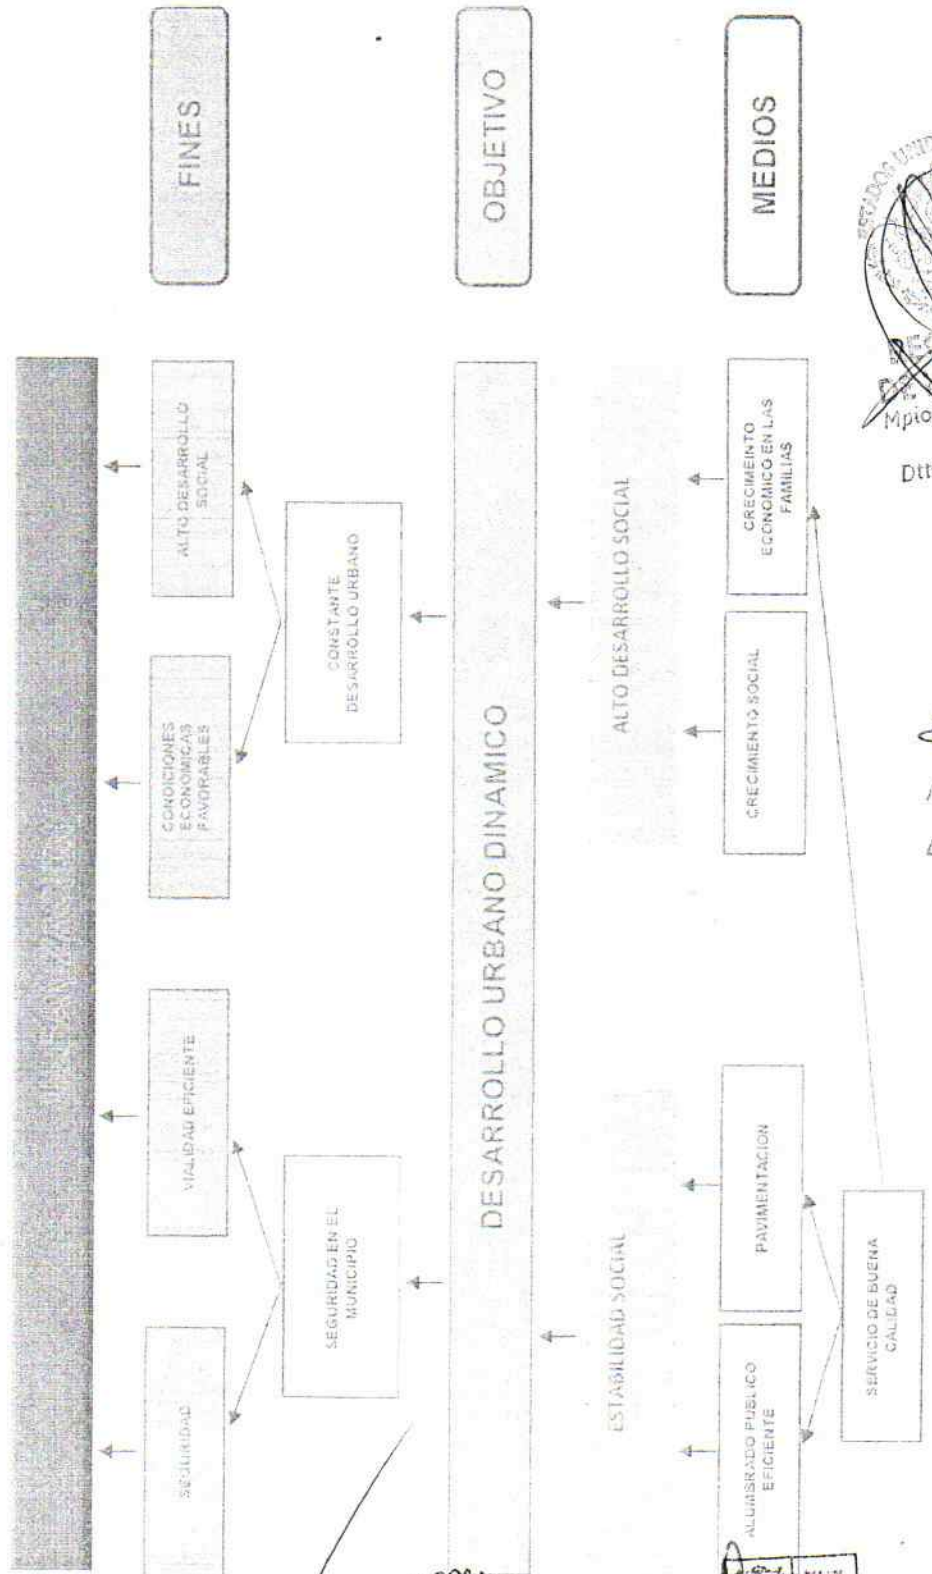 FINES
SEGURIDAD
VIALIDAD EFICIENTE
CONDICIONES
ECONOMICAS
FAVORABLES
ALTO DESARROLLO
SOCIAL
SEGURIDAD EN EL
MUNICIPIO
CONSTANTE
DESARROLLO URBANO
OBJETIVO
DESARROLLO URBANO DINAMICO
ESTABILIDAD SOCIAL
ALTO DESARROLLO SOCIAL
MEDIOS
ALUMBRADO PUBLICO
EFICIENTE
PAVIMENTACION
CRECIMIENTO SOCIAL
CRECIMEINTO
ECONOMICO EN LAS
FAMILIAS
SERVICIO DE BUENA
CALIDAD
ESTADOS
Mpio
Dtt